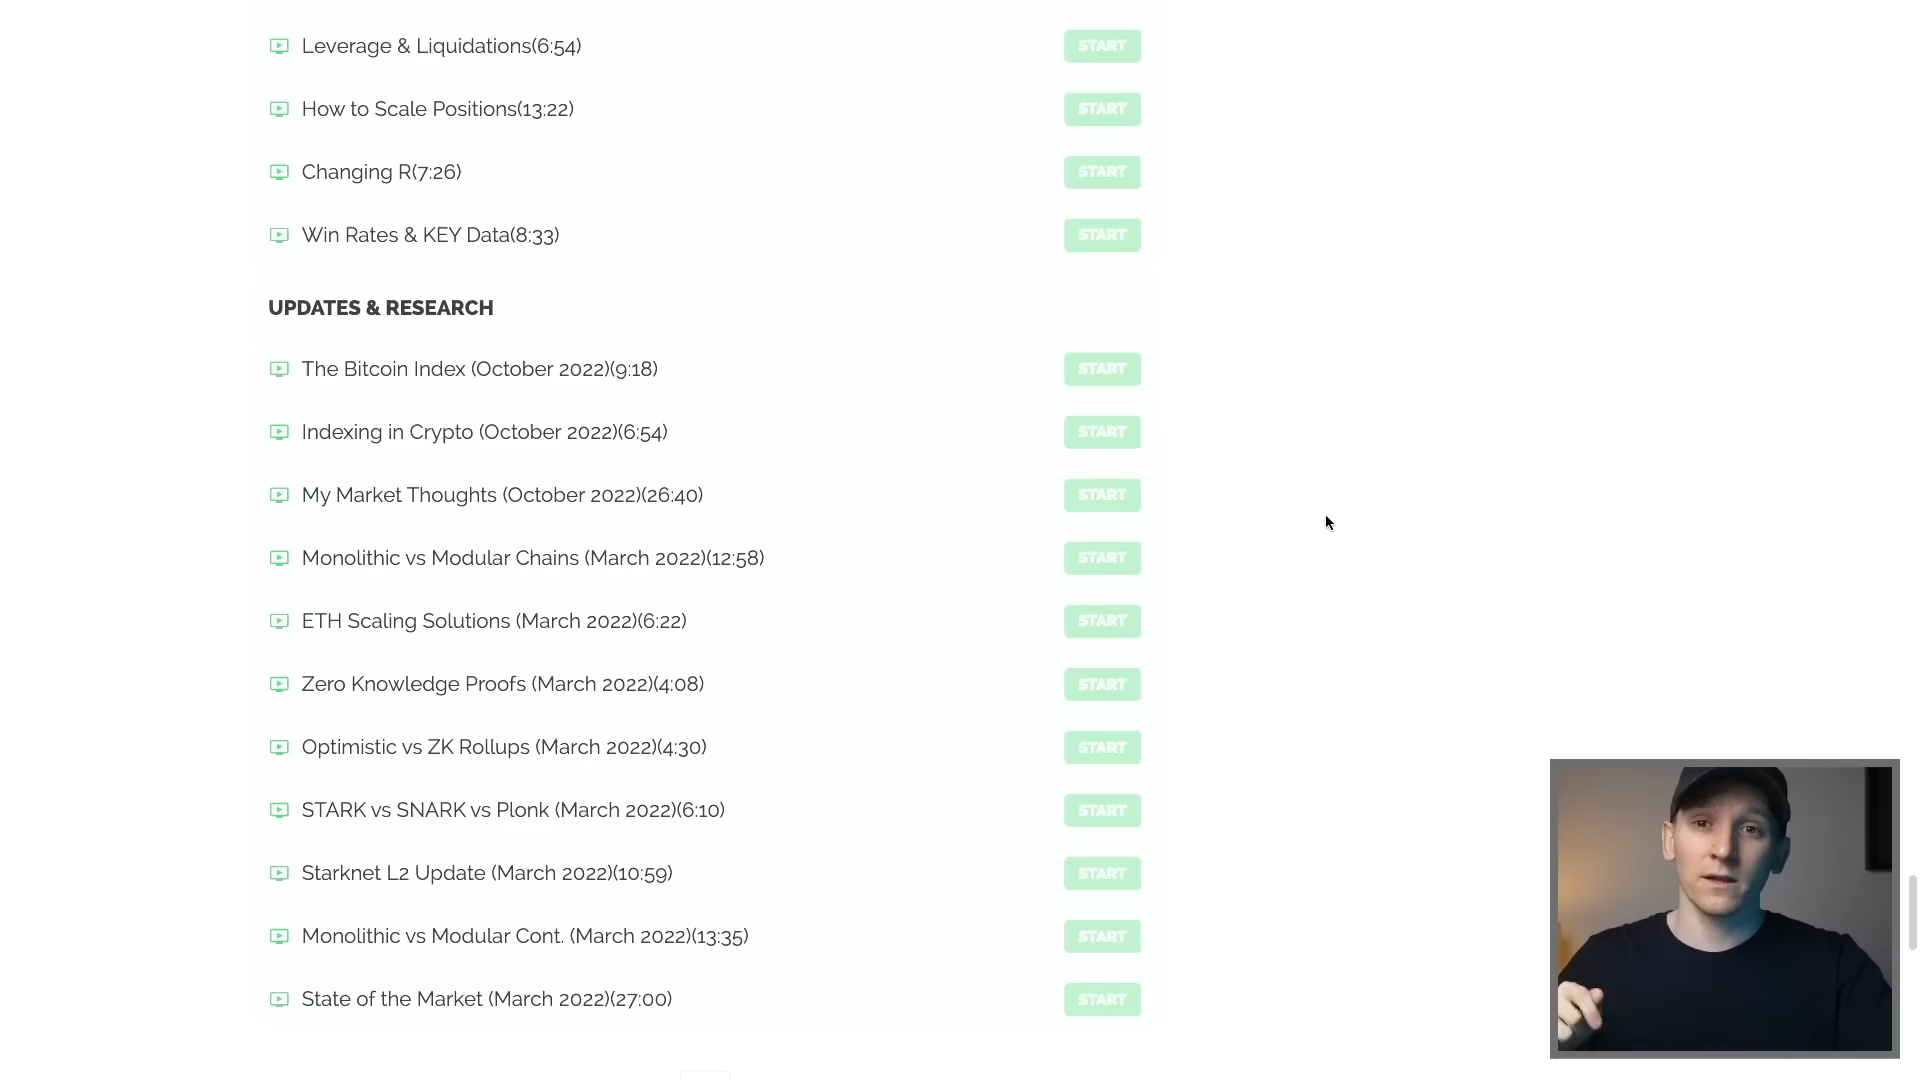 Leverage & Liquidations(6:54)
START
How to Scale Positions(13:22)
START
Changing R(7:26)
START
Win Rates & KEY Data(8:33)
START
UPDATES & RESEARCH
The Bitcoin Index (October 2022)(9:18)
START
Indexing in Crypto (October 2022)(6:54)
START
My Market Thoughts (October 2022)(26:40)
START
Monolithic vs Modular Chains (March 2022)(12:58)
START
ETH Scaling Solutions (March 2022)(6:22)
START
Zero Knowledge Proofs (March 2022)(4:08)
START
Optimistic vs ZK Rollups (March 2022)(4:30)
START
STARK vs SNARK vs Plonk (March 2022)(6:10)
START
Starknet L2 Update (March 2022)(10:59)
START
Monolithic vs Modular Cont. (March 2022)(13:35)
START
State of the Market (March 2022)(27:00)
START